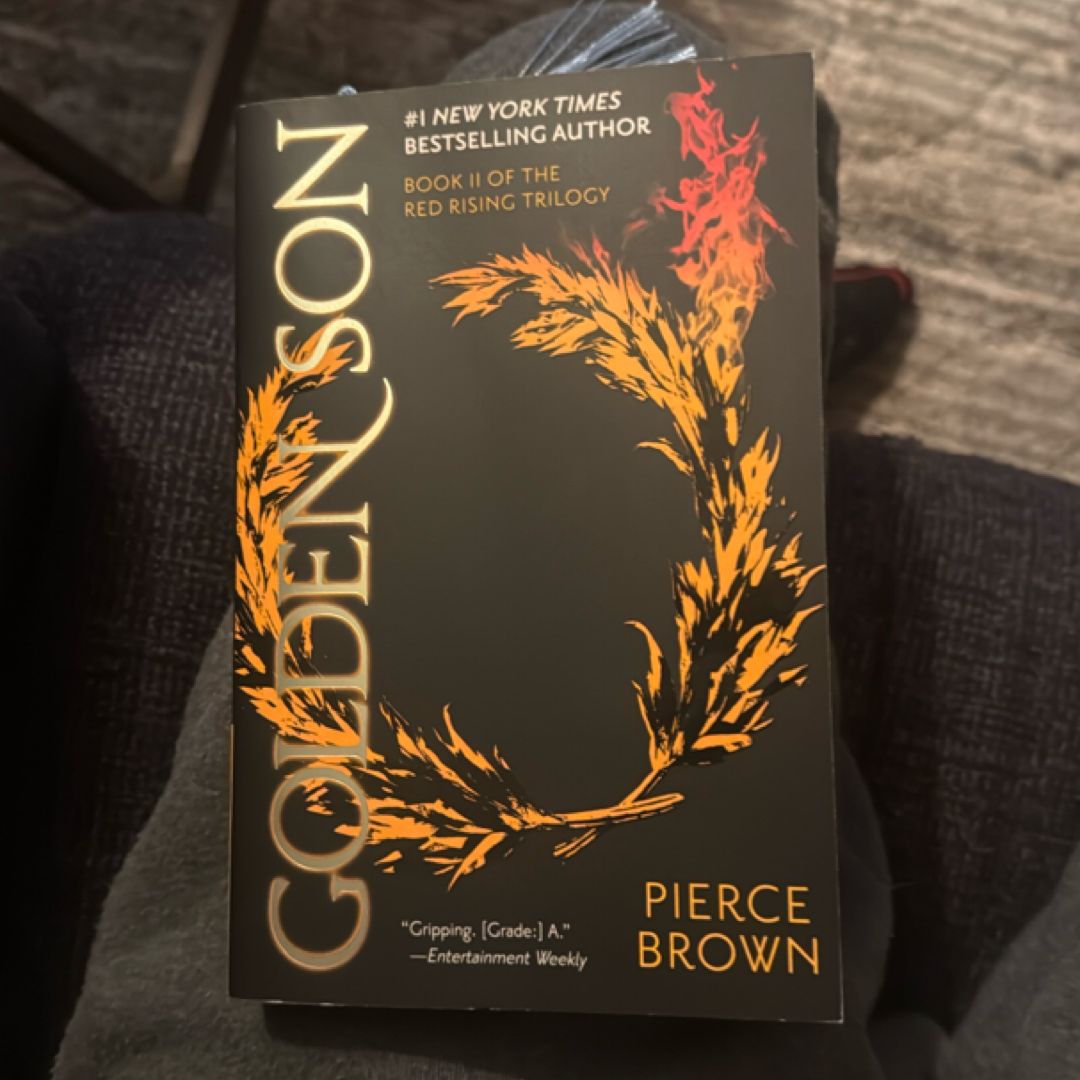 GOLDEN SON
#1 NEW YORK TIMES
BESTSELLING AUTHOR
BOOK II OF THE
RED RISING TRILOGY
"Gripping. [Grade:] A."
—Entertainment Weekly
PIERCE
BROWN